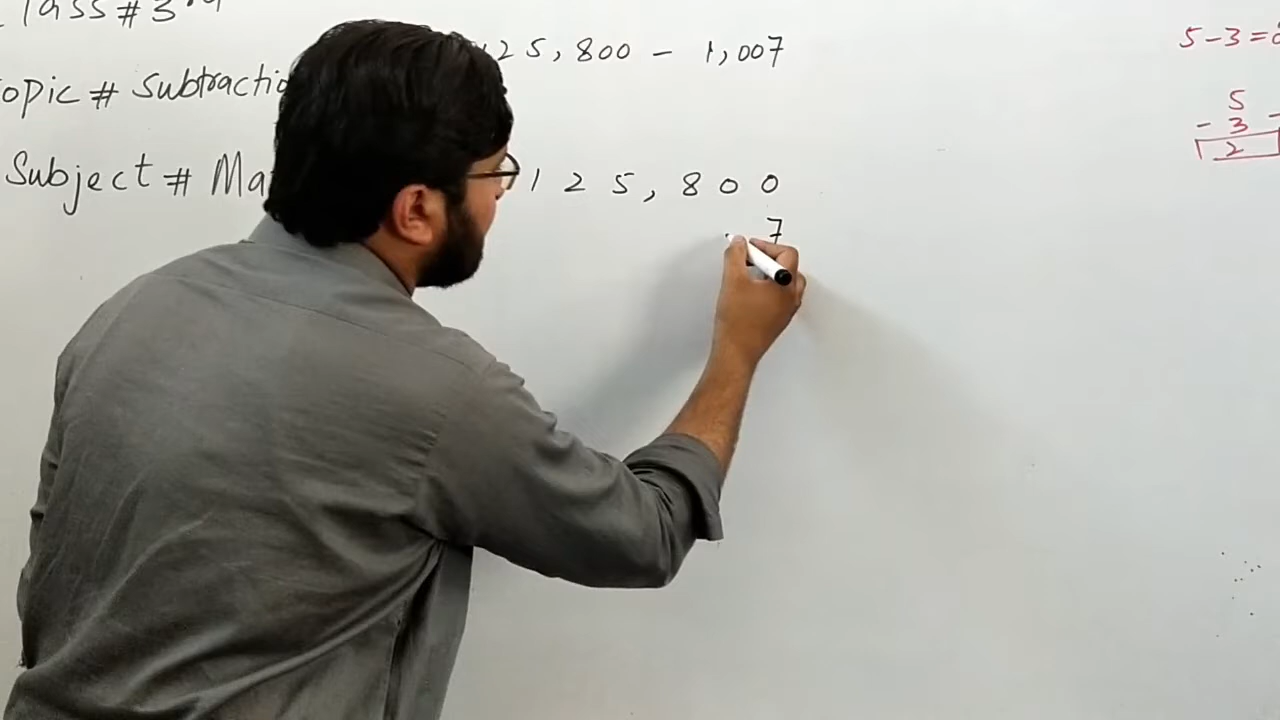 Class # 3rd
Topic # Subtraction
Subject # Ma
125,800 - 1,007
125,800
7
5-3=
5
- 3
2